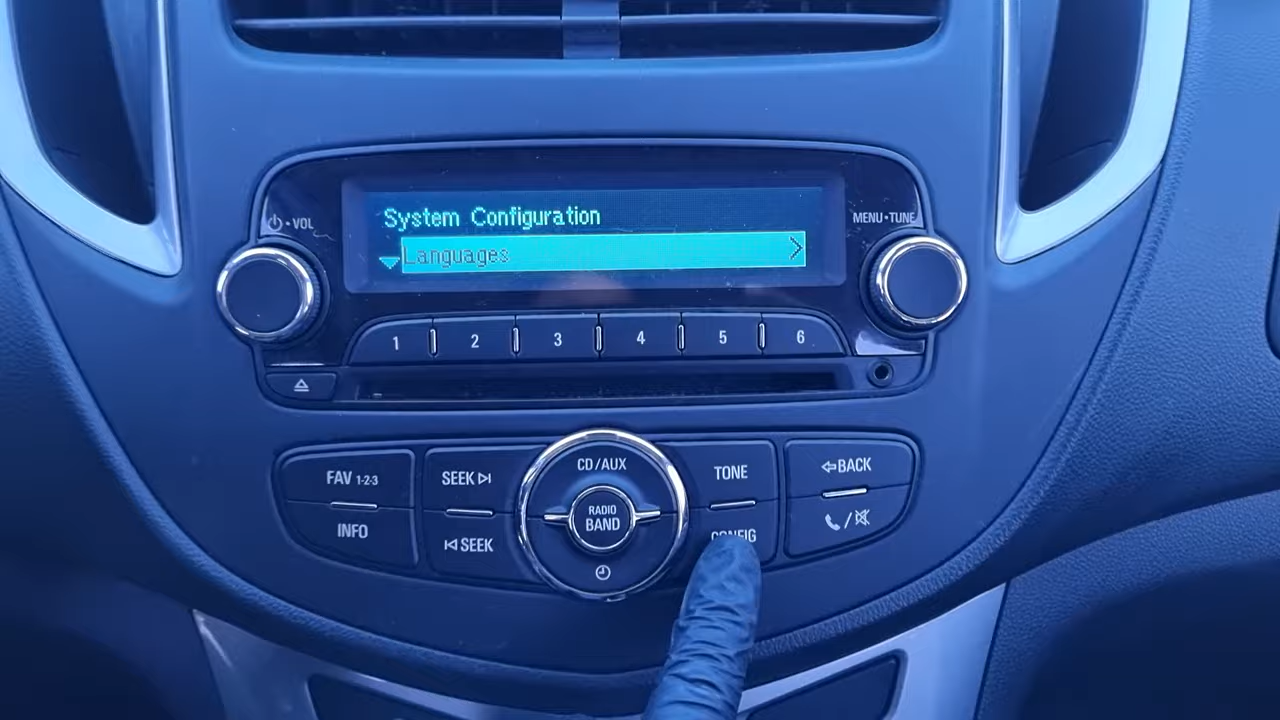 VOL
MENU•TUNE
System Configuration
Languages
1
2
3
4
5
6
FAV 1-2-3
SEEK
CD/AUX
TONE
BACK
INFO
SEEK
RADIO
BAND
CONFIG